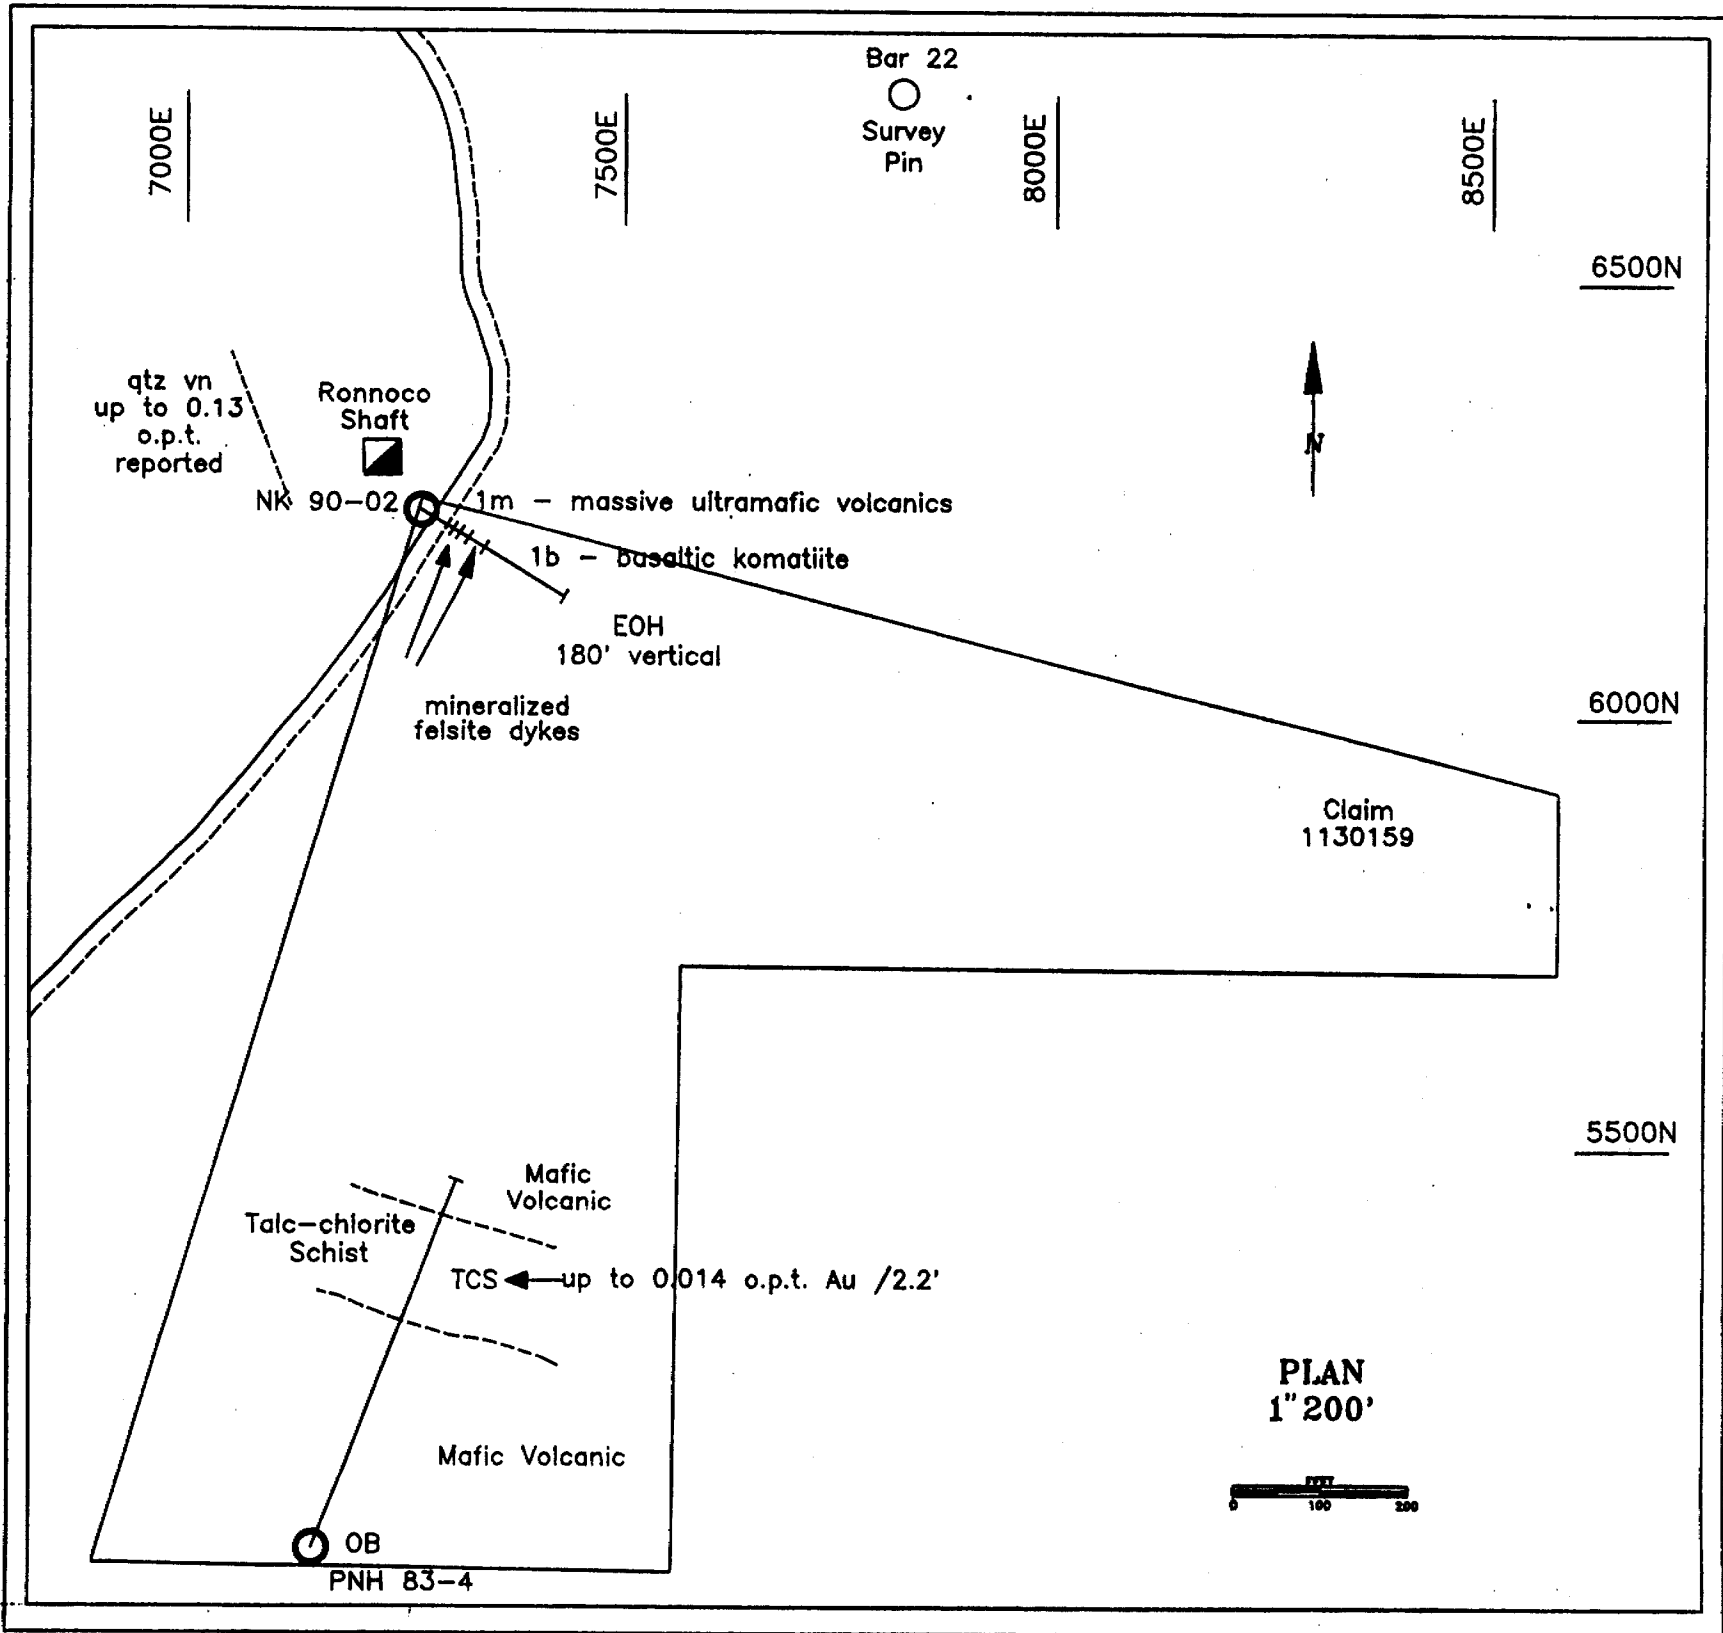 Bar 22
Survey
Pin
7000E
7500E
8000E
8500E
6500N
qtz vn
up to 0.13
o.p.t.
reported
Ronnoco
Shaft
N
NK 90-02
1m - massive ultramafic volcanics
1b - basaltic komatiite
EOH
180' vertical
mineralized
felsite dykes
6000N
Claim
1130159
5500N
Mafic
Volcanic
Talc-chlorite
Schist
TCS
up to 0.014 o.p.t. Au /2.2'
PLAN
1" 200'
Mafic Volcanic
FEET
0 100 200
OB
PNH 83-4